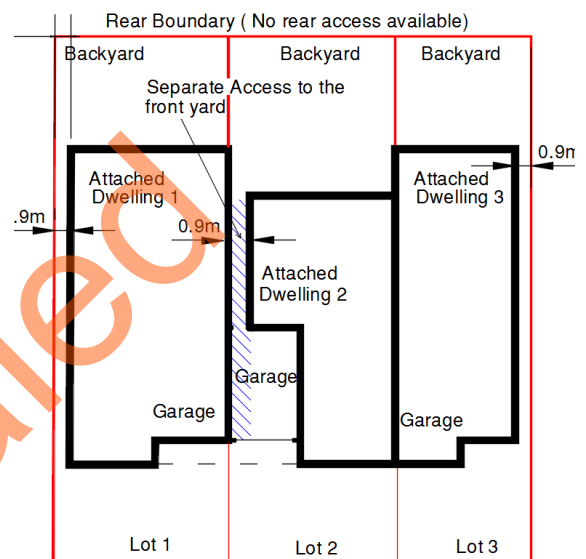 Rear Boundary ( No rear access available)
Backyard
Backyard
Backyard
Separate Access to the
front yard
0.9m
Attached
Dwelling 1
Attached
Dwelling 3
.9m
0.9m
Attached
Dwelling 2
Garage
Garage
Garage
Lot 1
Lot 2
Lot 3
led